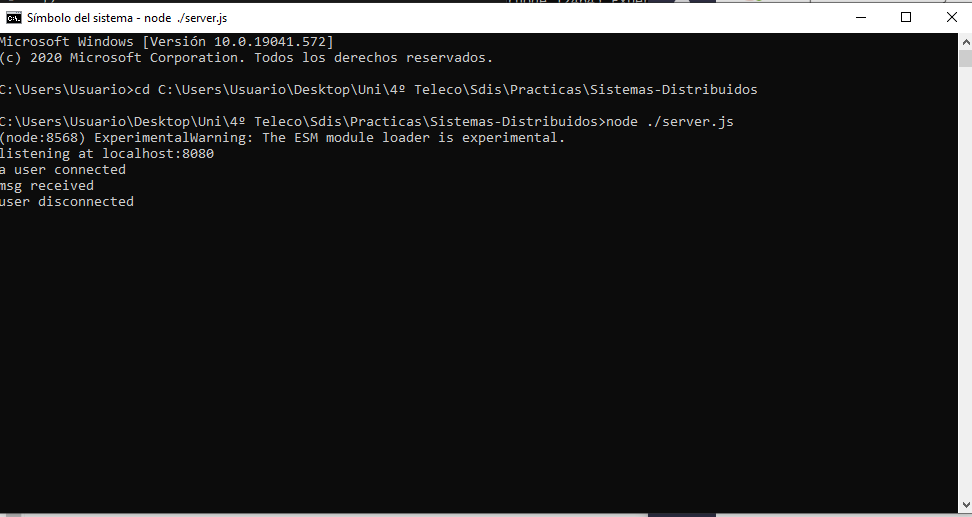 Símbolo del sistema - node ./server.js
Microsoft Windows [Versión 10.0.19041.572]
(c) 2020 Microsoft Corporation. Todos los derechos reservados.
C:\Users\Usuario>cd C:\Users\Usuario\Desktop\Uni\4º Teleco\Sdis\Practicas\Sistemas-Distribuidos
C:\Users\Usuario\Desktop\Uni\4º Teleco\Sdis\Practicas\Sistemas-Distribuidos>node ./server.js
(node:8568) ExperimentalWarning: The ESM module loader is experimental.
listening at localhost:8080
a user connected
msg received
user disconnected